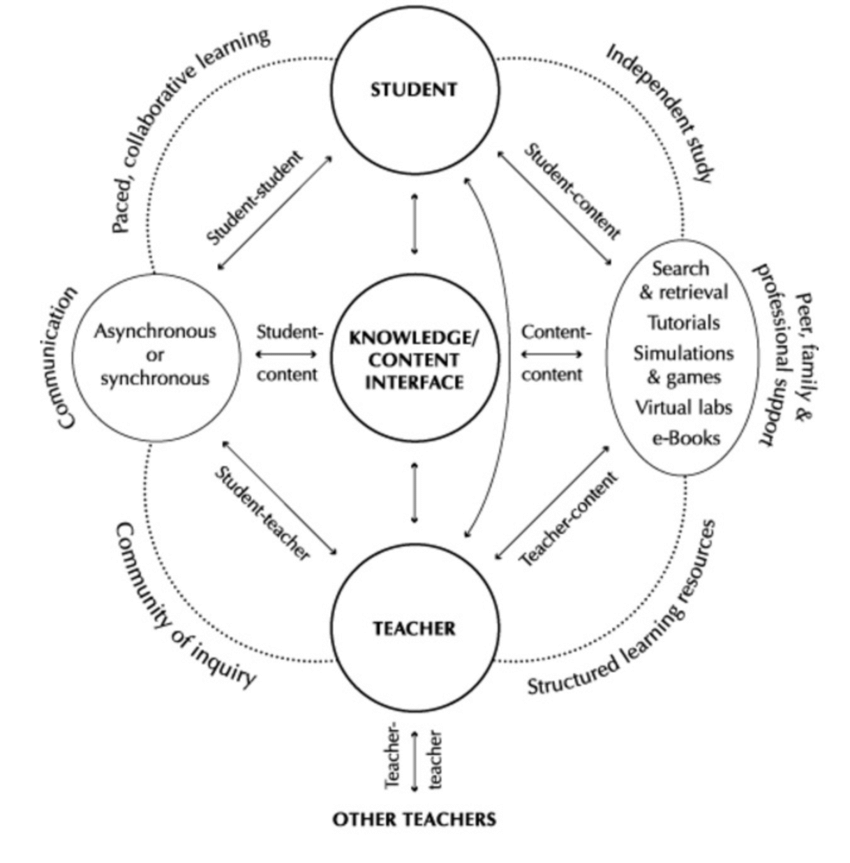 STUDENT
Paced, collaborative learning
Independent study
Student-student
Student-content
Communication
Asynchronous
or
synchronous
Student-
content
KNOWLEDGE/
CONTENT
INTERFACE
Content-
content
Search
& retrieval
Tutorials
Simulations
& games
Virtual labs
e-Books
Peer, family &
professional support
Student-teacher
Teacher-content
Community of inquiry
TEACHER
Structured learning resources
Teacher-
teacher
OTHER TEACHERS